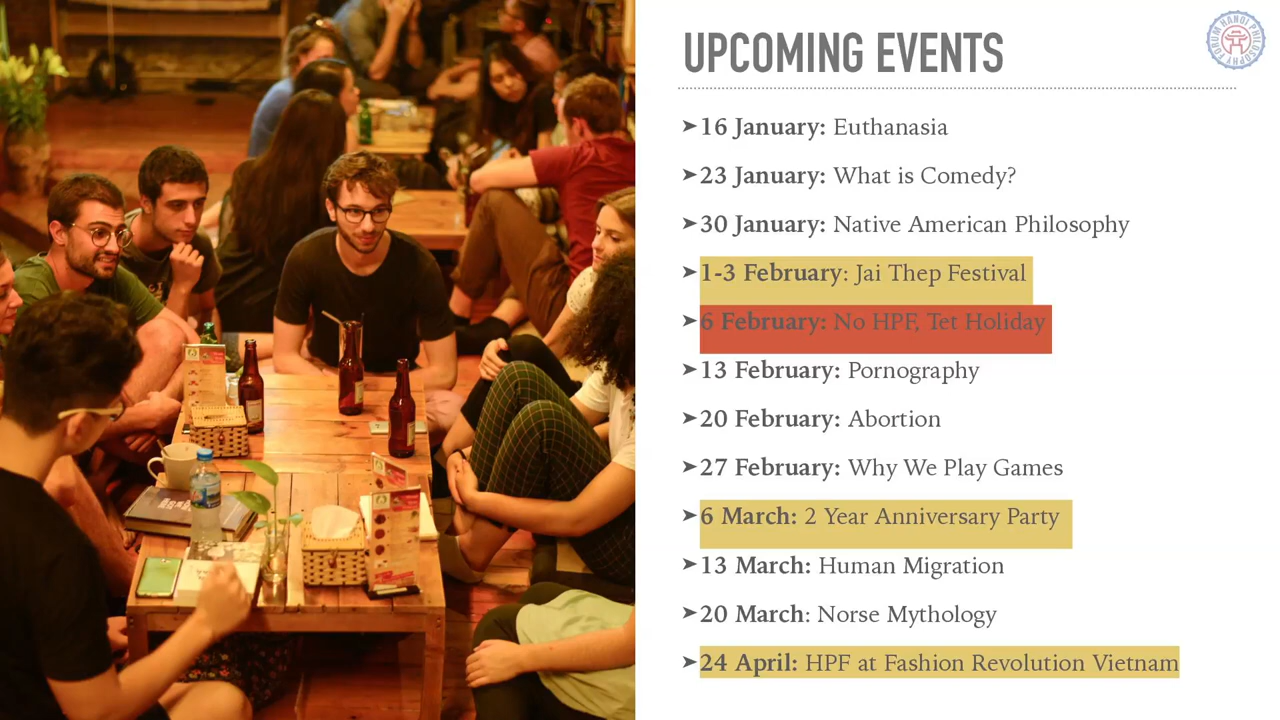 UPCOMING EVENTS
HANOI PHILOSOPHY FORUM
➤16 January: Euthanasia
➤23 January: What is Comedy?
➤30 January: Native American Philosophy
➤1-3 February: Jai Thep Festival
➤6 February: No HPF, Tet Holiday
➤13 February: Pornography
➤20 February: Abortion
➤27 February: Why We Play Games
➤6 March: 2 Year Anniversary Party
➤13 March: Human Migration
➤20 March: Norse Mythology
➤24 April: HPF at Fashion Revolution Vietnam